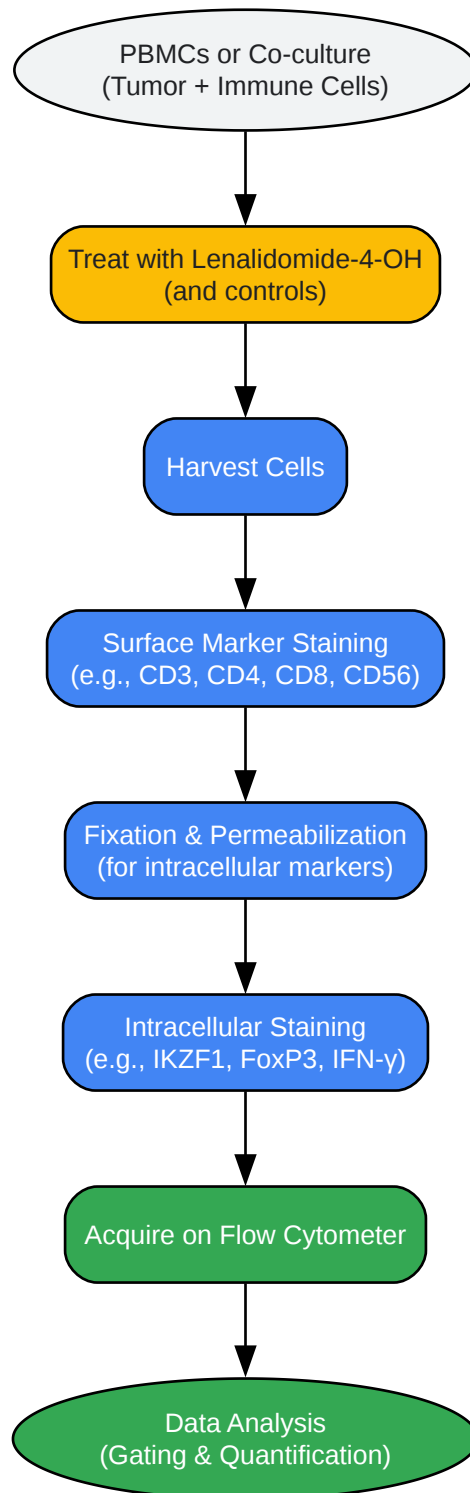 PBMCs or Co-culture
(Tumor + Immune Cells)
Treat with Lenalidomide-4-OH
(and controls)
Harvest Cells
Surface Marker Staining
(e.g., CD3, CD4, CD8, CD56)
Fixation & Permeabilization
(for intracellular markers)
Intracellular Staining
(e.g., IKZF1, FoxP3, IFN-γ)
Acquire on Flow Cytometer
Data Analysis
(Gating & Quantification)